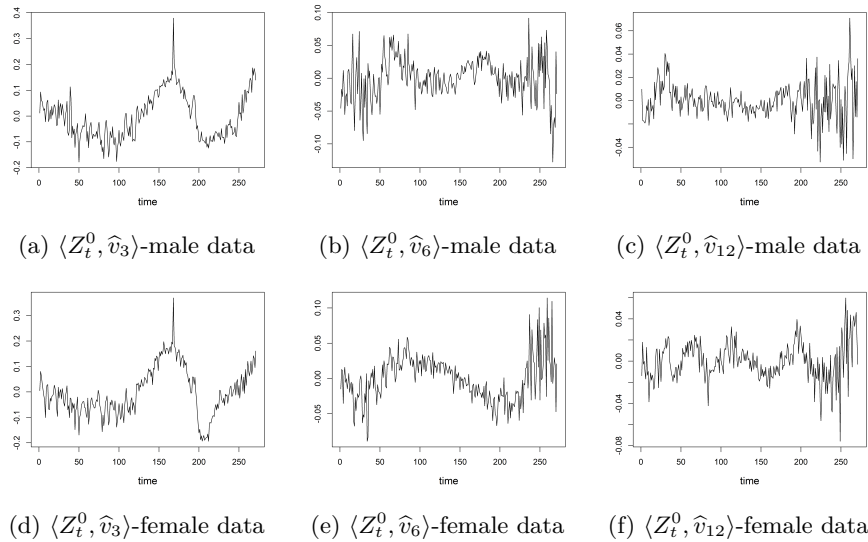 0.4
0.3
0.2
0.1
0.0
-0.1
-0.2
0 50 100 150 200 250
time
0.10
0.05
0.00
-0.05
-0.10
0 50 100 150 200 250
time
0.04
0.00
-0.04
0 50 100 150 200 250
time
(a) ⟨Z_t^0, v̂_3⟩-male data (b) ⟨Z_t^0, v̂_6⟩-male data (c) ⟨Z_t^0, v̂_12⟩-male data
0.3
0.2
0.1
0.0
-0.1
-0.2
0 50 100 150 200 250
time
0.10
0.05
0.00
-0.05
0 50 100 150 200 250
time
0.04
0.00
-0.04
-0.08
0 50 100 150 200 250
time
(d) ⟨Z_t^0, v̂_3⟩-female data (e) ⟨Z_t^0, v̂_6⟩-female data (f) ⟨Z_t^0, v̂_12⟩-female data